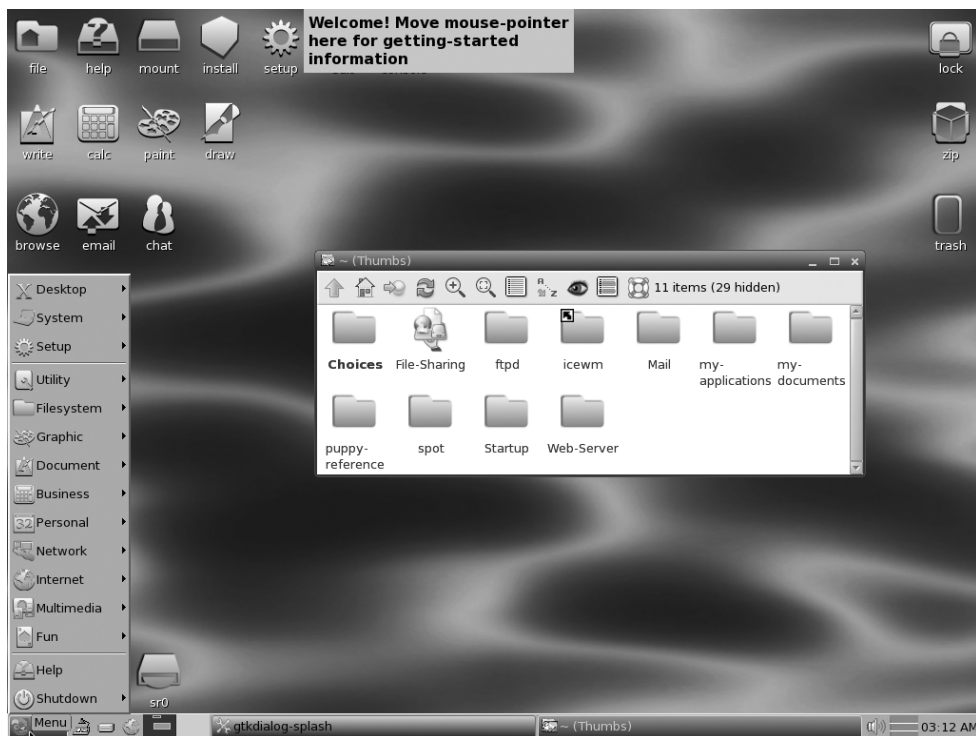 Welcome! Move mouse-pointer
here for getting-started
information
file
help
mount
install
setup
lock
write
calc
paint
draw
zip
browse
email
chat
trash
~ (Thumbs)
11 items (29 hidden)
Choices
File-Sharing
ftpd
icewm
Mail
my-
applications
my-
documents
puppy-
reference
spot
Startup
Web-Server
Desktop
System
Setup
Utility
Filesystem
Graphic
Document
Business
32 Personal
Network
Internet
Multimedia
Fun
Help
Shutdown
sr0
Menu
gtkdialog-splash
~ (Thumbs)
03:12 AM